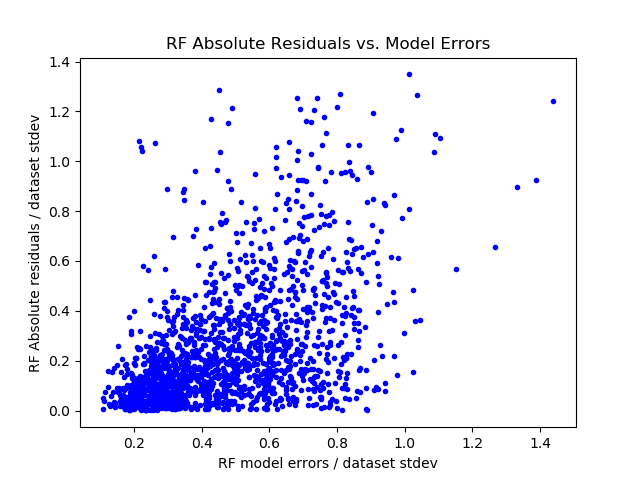 RF Absolute Residuals vs. Model Errors
1.4
1.2
1.0
0.8
0.6
0.4
0.2
0.0
RF Absolute residuals / dataset stdev
0.2 0.4 0.6 0.8 1.0 1.2 1.4
RF model errors / dataset stdev